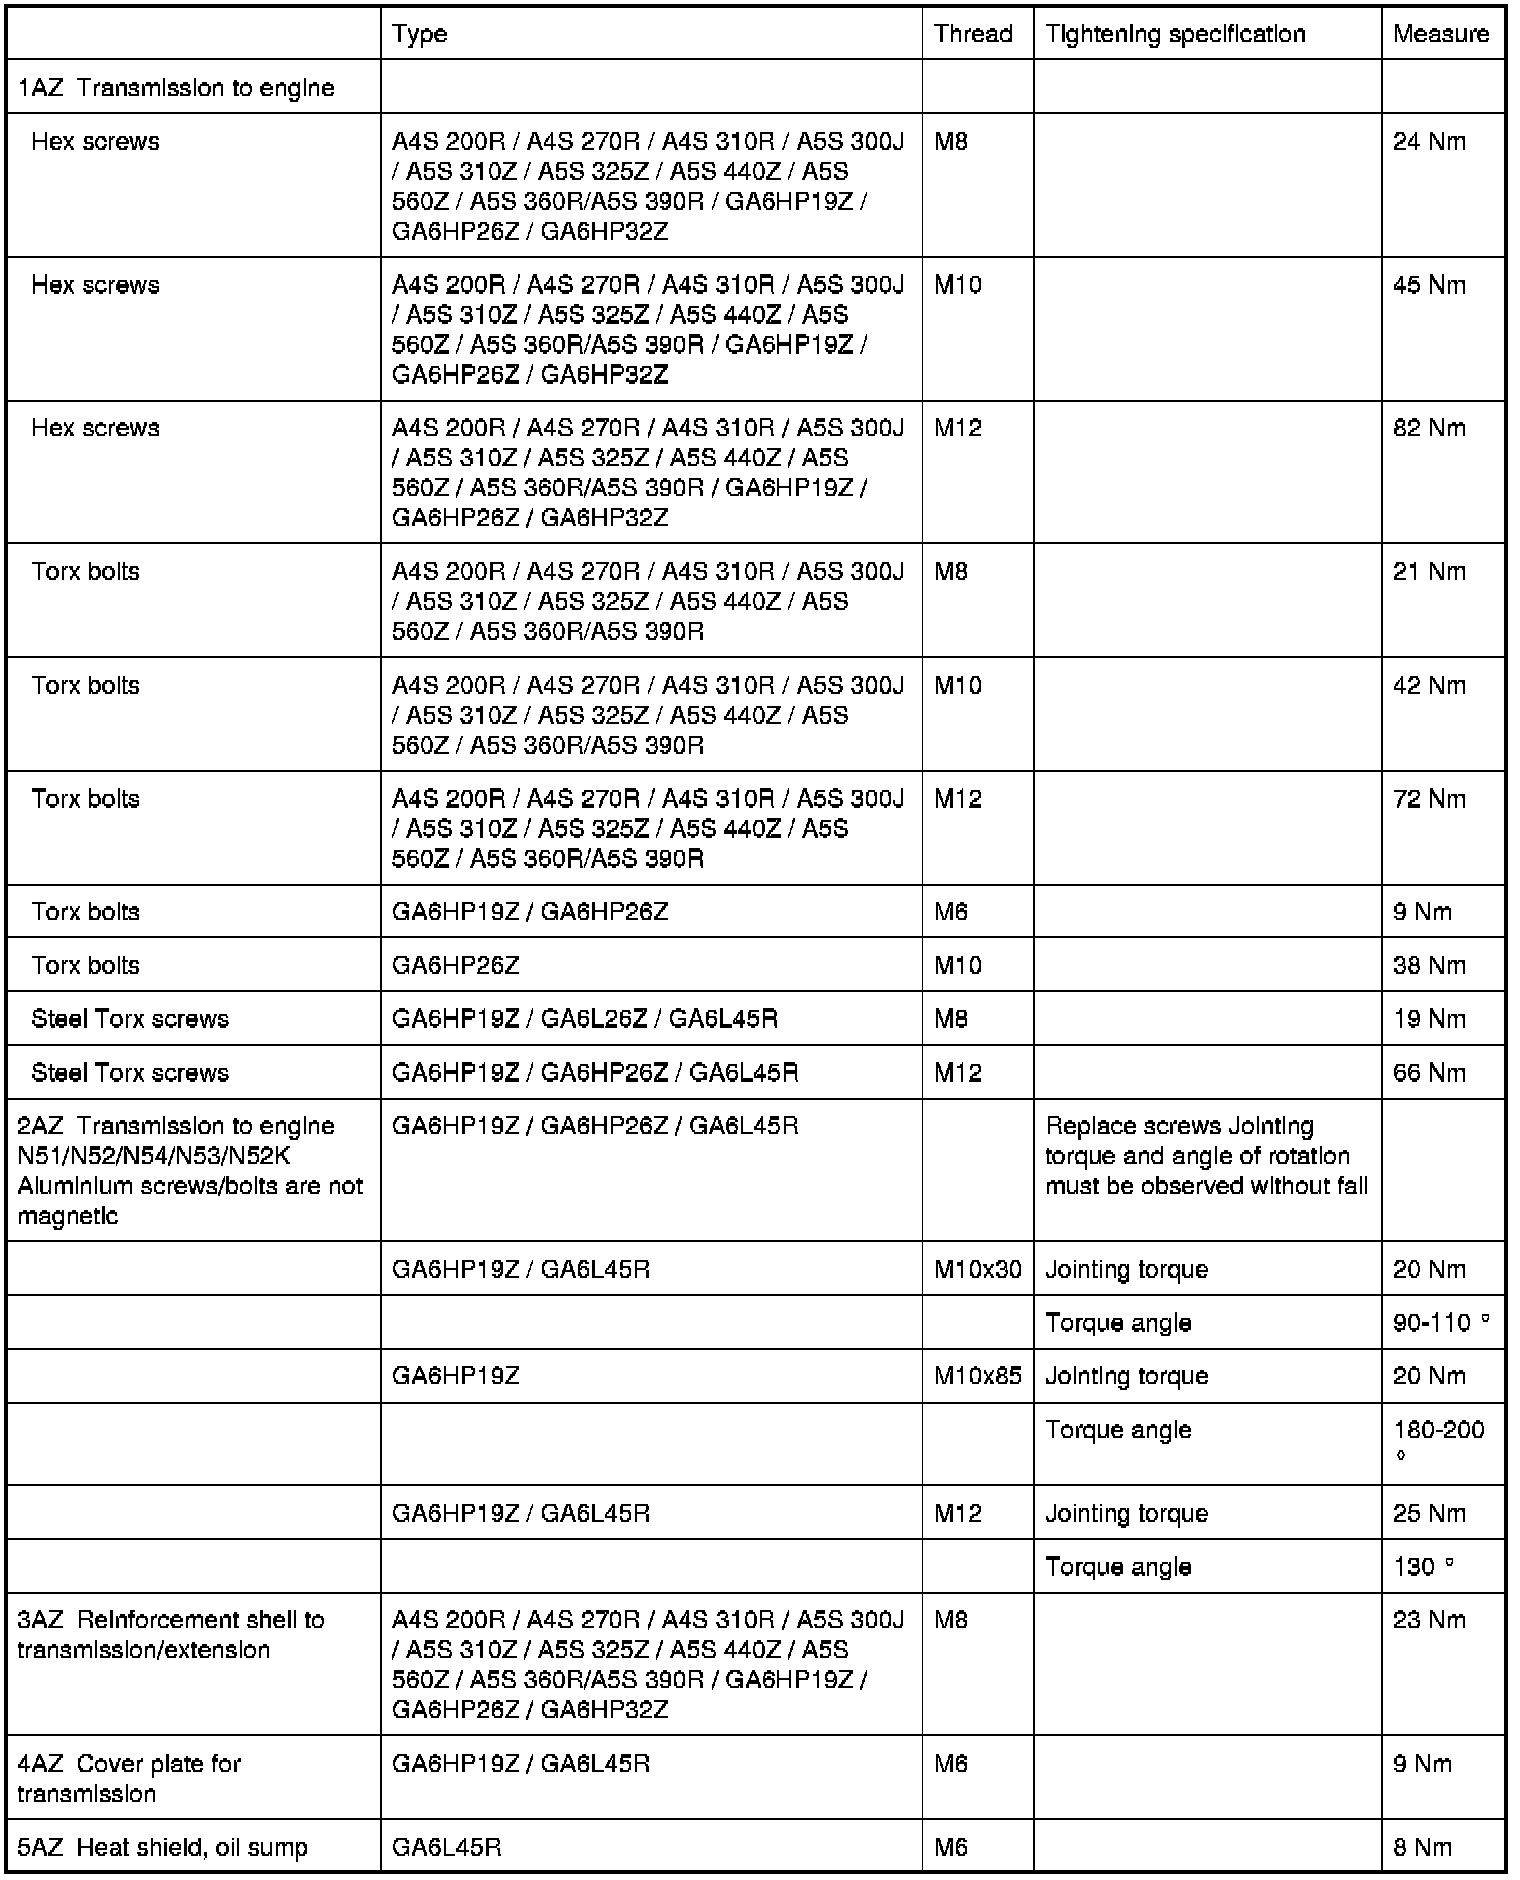 Type Thread Tightening specification Measure
1AZ Transmission to engine
Hex screws A4S 200R / A4S 270R / A4S 310R / A5S 300J M8 24 Nm
/ A5S 310Z / A5S 325Z / A5S 440Z / A5S
560Z / A5S 360R/A5S 390R / GA6HP19Z /
GA6HP26Z / GA6HP32Z
Hex screws A4S 200R / A4S 270R / A4S 310R / A5S 300J M10 45 Nm
/ A5S 310Z / A5S 325Z / A5S 440Z / A5S
560Z / A5S 360R/A5S 390R / GA6HP19Z /
GA6HP26Z / GA6HP32Z
Hex screws A4S 200R / A4S 270R / A4S 310R / A5S 300J M12 82 Nm
/ A5S 310Z / A5S 325Z / A5S 440Z / A5S
560Z / A5S 360R/A5S 390R / GA6HP19Z /
GA6HP26Z / GA6HP32Z
Torx bolts A4S 200R / A4S 270R / A4S 310R / A5S 300J M8 21 Nm
/ A5S 310Z / A5S 325Z / A5S 440Z / A5S
560Z / A5S 360R/A5S 390R
Torx bolts A4S 200R / A4S 270R / A4S 310R / A5S 300J M10 42 Nm
/ A5S 310Z / A5S 325Z / A5S 440Z / A5S
560Z / A5S 360R/A5S 390R
Torx bolts A4S 200R / A4S 270R / A4S 310R / A5S 300J M12 72 Nm
/ A5S 310Z / A5S 325Z / A5S 440Z / A5S
560Z / A5S 360R/A5S 390R
Torx bolts GA6HP19Z / GA6HP26Z M6 9 Nm
Torx bolts GA6HP26Z M10 38 Nm
Steel Torx screws GA6HP19Z / GA6L26Z / GA6L45R M8 19 Nm
Steel Torx screws GA6HP19Z / GA6HP26Z / GA6L45R M12 66 Nm
2AZ Transmission to engine GA6HP19Z / GA6HP26Z / GA6L45R Replace screws Jointing
N51/N52/N54/N53/N52K torque and angle of rotation
Aluminium screws/bolts are not must be observed without fail
magnetic
GA6HP19Z / GA6L45R M10x30 Jointing torque 20 Nm
Torque angle 90-110 °
GA6HP19Z M10x85 Jointing torque 20 Nm
Torque angle 180-200
°
GA6HP19Z / GA6L45R M12 Jointing torque 25 Nm
Torque angle 130 °
3AZ Reinforcement shell to A4S 200R / A4S 270R / A4S 310R / A5S 300J M8 23 Nm
transmission/extension / A5S 310Z / A5S 325Z / A5S 440Z / A5S
560Z / A5S 360R/A5S 390R / GA6HP19Z /
GA6HP26Z / GA6HP32Z
4AZ Cover plate for GA6HP19Z / GA6L45R M6 9 Nm
transmission
5AZ Heat shield, oil sump GA6L45R M6 8 Nm